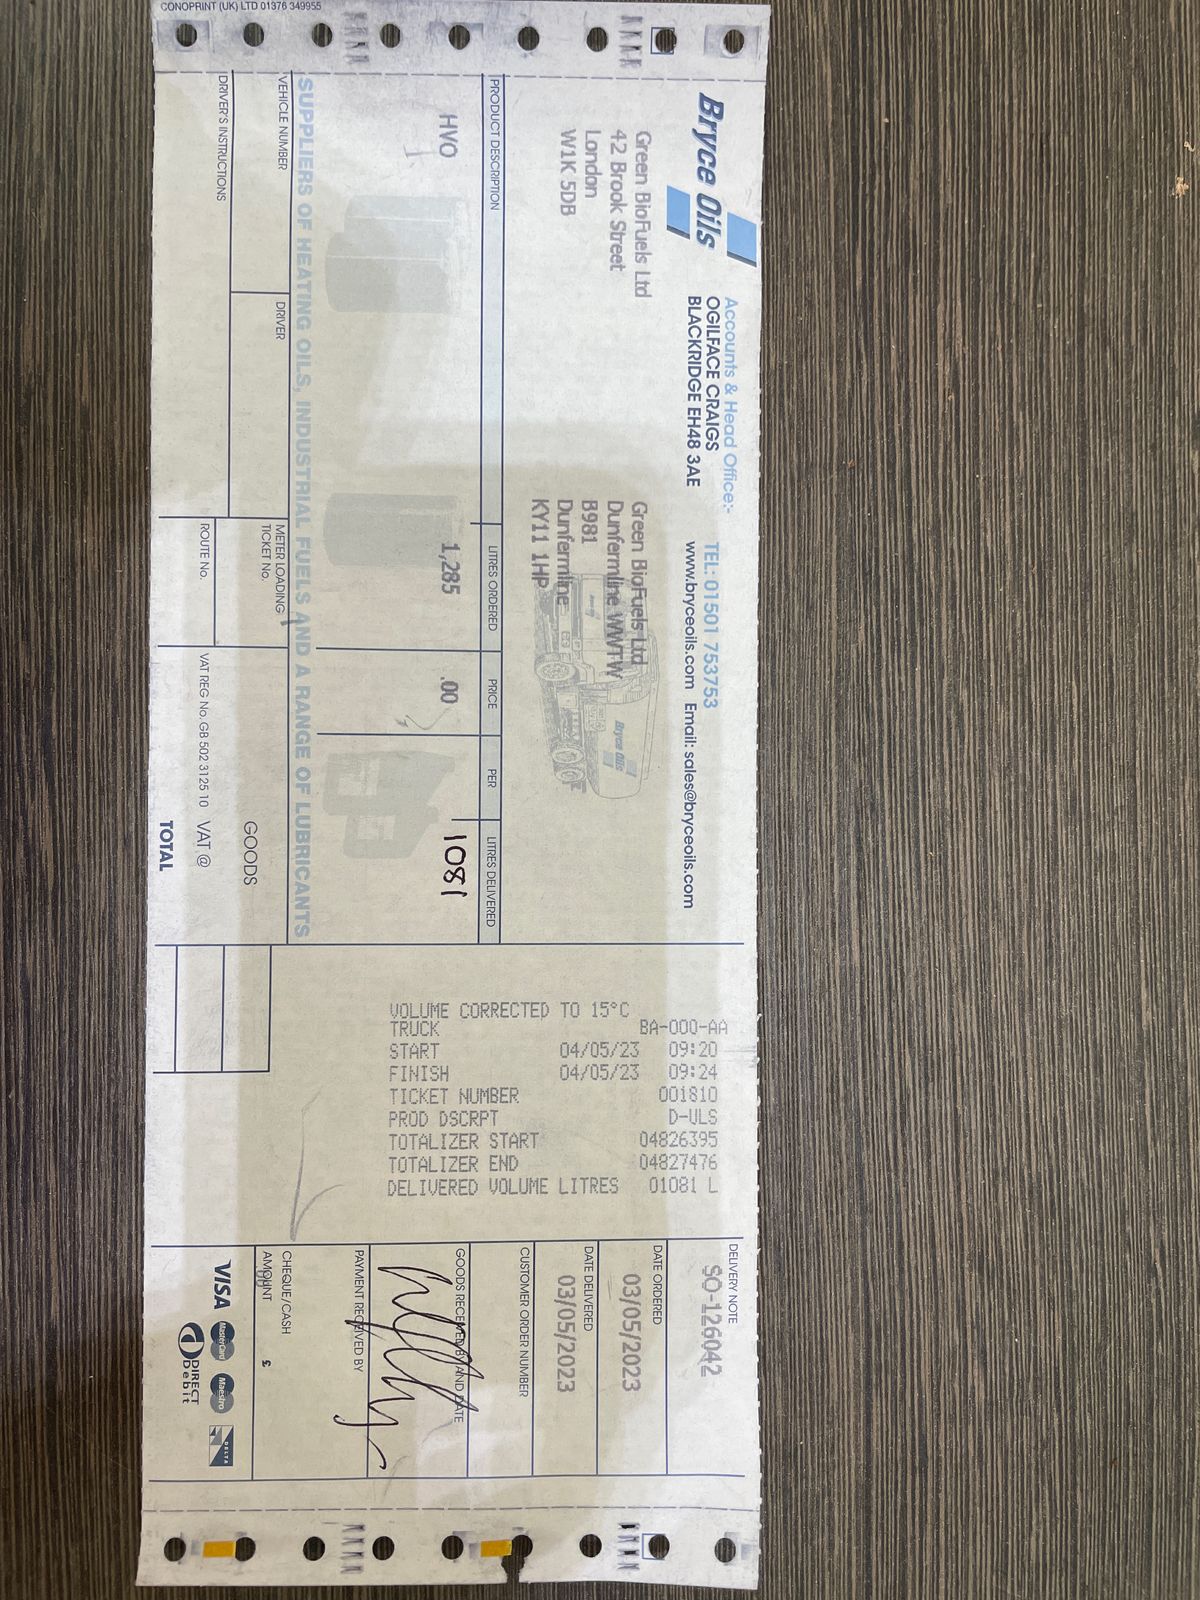 CONOPRINT (UK) LTD 01376 349955
Bryce Oils
Accounts & Head Office:-
OGILFACE CRAIGS
BLACKRIDGE EH48 3AE
TEL: 01501 753753
www.bryceoils.com Email: sales@bryceoils.com
Green BioFuels Ltd
42 Brook Street
London
W1K 5DB
Green BioFuels Ltd
Dunfermline WWTW
B981
Dunfermline
KY11 1HP
Bryce Oils
DELIVERY NOTE
SO-126042
DATE ORDERED
03/05/2023
DATE DELIVERED
03/05/2023
CUSTOMER ORDER NUMBER
GOODS RECEIVED BY AND DATE
PAYMENT RECEIVED BY
CHEQUE/CASH
AMOUNT £
VISA MasterCard Maestro DELTA
DIRECT Debit
PRODUCT DESCRIPTION LITRES ORDERED PRICE PER LITRES DELIVERED
HVO 1,285 .00 1081
VOLUME CORRECTED TO 15°C
TRUCK BA-000-AA
START 04/05/23 09:20
FINISH 04/05/23 09:24
TICKET NUMBER 001810
PROD DSCRPT D-ULS
TOTALIZER START 04826395
TOTALIZER END 04827476
DELIVERED VOLUME LITRES 01081 L
SUPPLIERS OF HEATING OILS, INDUSTRIAL FUELS AND A RANGE OF LUBRICANTS
VEHICLE NUMBER DRIVER METER LOADING TICKET No. GOODS
DRIVER'S INSTRUCTIONS ROUTE No. VAT REG No. GB 502 3125 10 VAT @
TOTAL